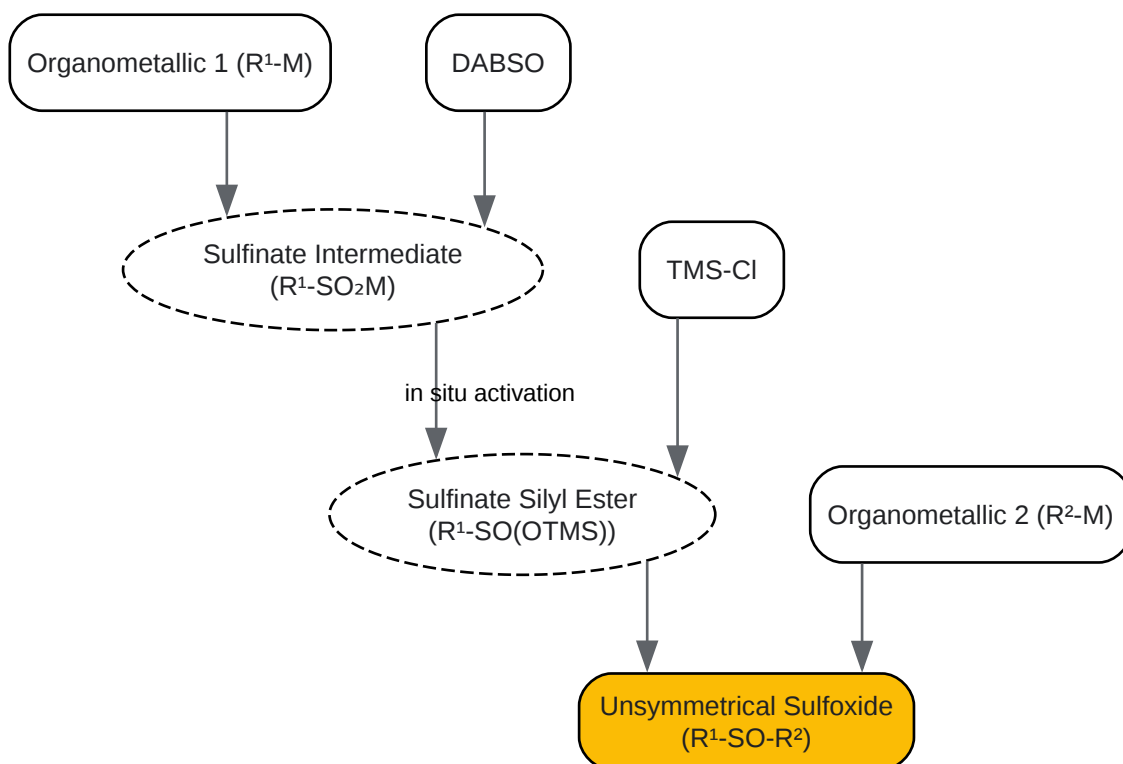 Organometallic 1 (R¹-M)
DABSO
Sulfinate Intermediate
(R¹-SO₂M)
TMS-Cl
in situ activation
Sulfinate Silyl Ester
(R¹-SO(OTMS))
Organometallic 2 (R²-M)
Unsymmetrical Sulfoxide
(R¹-SO-R²)